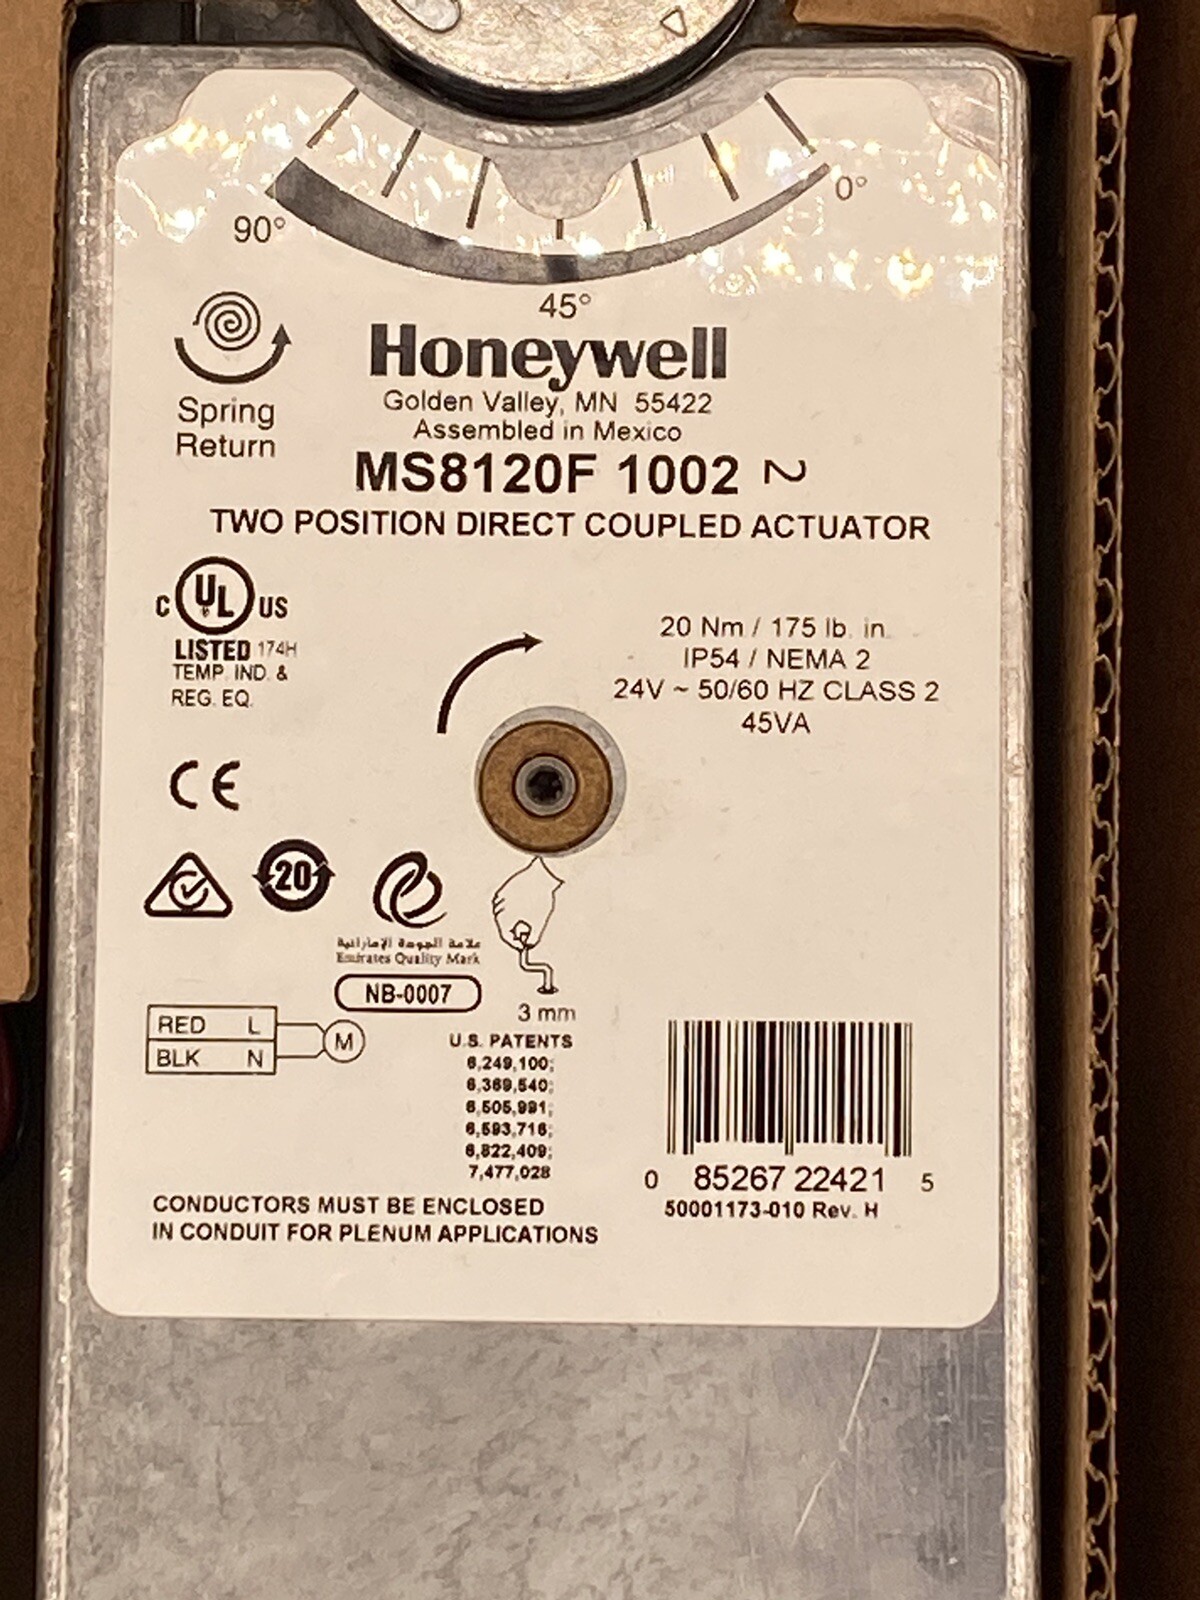 90°
0°
45°
Honeywell
Golden Valley, MN 55422
Assembled in Mexico
Spring
Return
MS8120F 1002 2
TWO POSITION DIRECT COUPLED ACTUATOR
C UL US
LISTED 174H
TEMP. IND. &
REG. EQ.
20 Nm / 175 lb. in.
IP54 / NEMA 2
24V ~ 50/60 HZ CLASS 2
45VA
CE
20
علامة الجودة الإماراتية
Emirates Quality Mark
NB-0007
3 mm
RED L
BLK N
M
U.S. PATENTS
6,249,100;
6,369,540;
6,505,991;
6,593,716;
6,822,409;
7,477,028
0 85267 22421 5
50001173-010 Rev. H
CONDUCTORS MUST BE ENCLOSED
IN CONDUIT FOR PLENUM APPLICATIONS